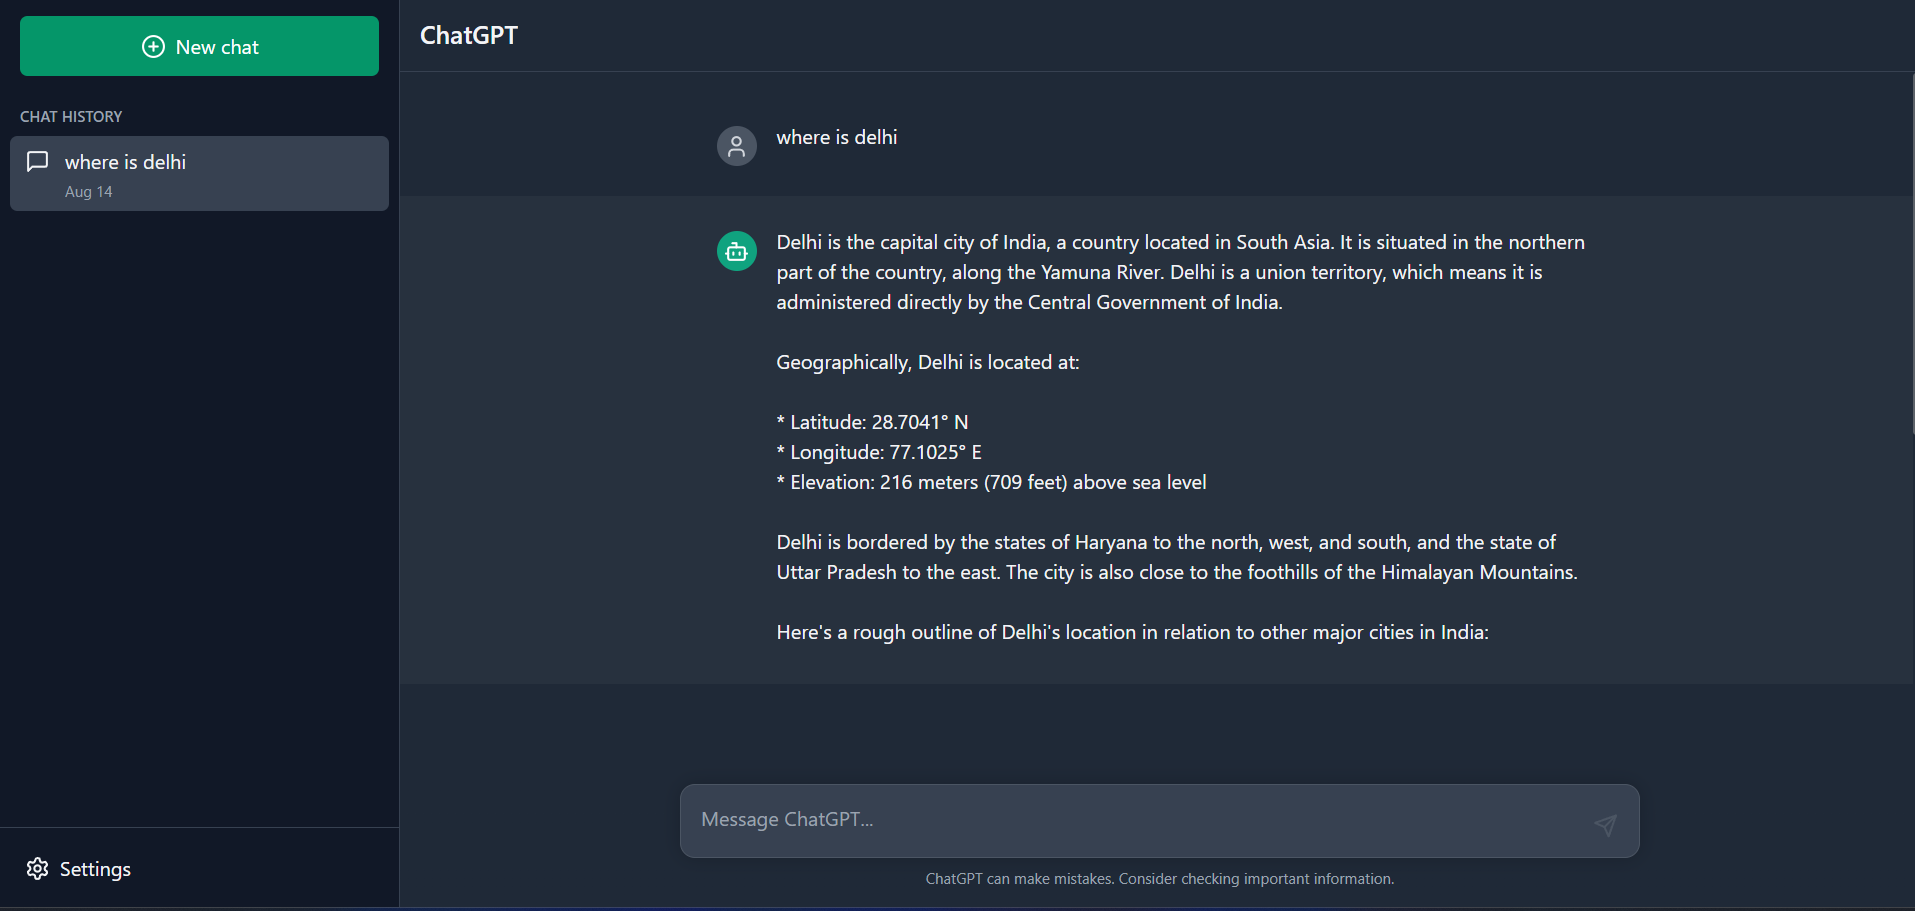 New chat
CHAT HISTORY
where is delhi
Aug 14
Settings
ChatGPT
where is delhi
Delhi is the capital city of India, a country located in South Asia. It is situated in the northern
part of the country, along the Yamuna River. Delhi is a union territory, which means it is
administered directly by the Central Government of India.
Geographically, Delhi is located at:
* Latitude: 28.7041° N
* Longitude: 77.1025° E
* Elevation: 216 meters (709 feet) above sea level
Delhi is bordered by the states of Haryana to the north, west, and south, and the state of
Uttar Pradesh to the east. The city is also close to the foothills of the Himalayan Mountains.
Here's a rough outline of Delhi's location in relation to other major cities in India:
Message ChatGPT...
ChatGPT can make mistakes. Consider checking important information.